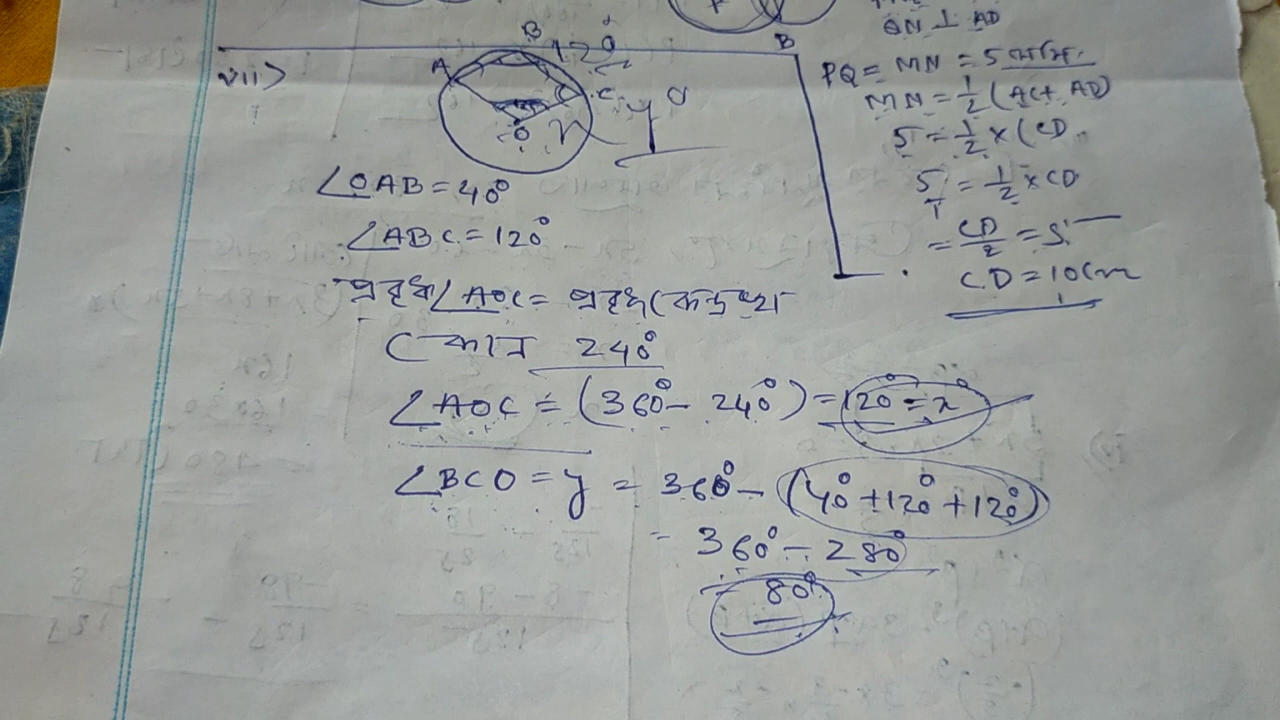 QN ⊥ AD
B
120°
B
vii>
A
C
y°
O
x
PQ = MN = 5
MN = 1/2 (AC + AD)
5 = 1/2 × (CD
5 = 1/2 × CD
= CD/2 = 5
CD = 10cm
∠OAB = 40°
∠ABC = 120°
প্রবৃদ্ধ ∠AOC = প্রবৃদ্ধ কেন্দ্রস্থ
কোন 240°
∠AOC = (360° - 240°) = 120° = x°
∠BCO = y = 360° - (40° + 120° + 120°)
= 360° - 280°
= 80°